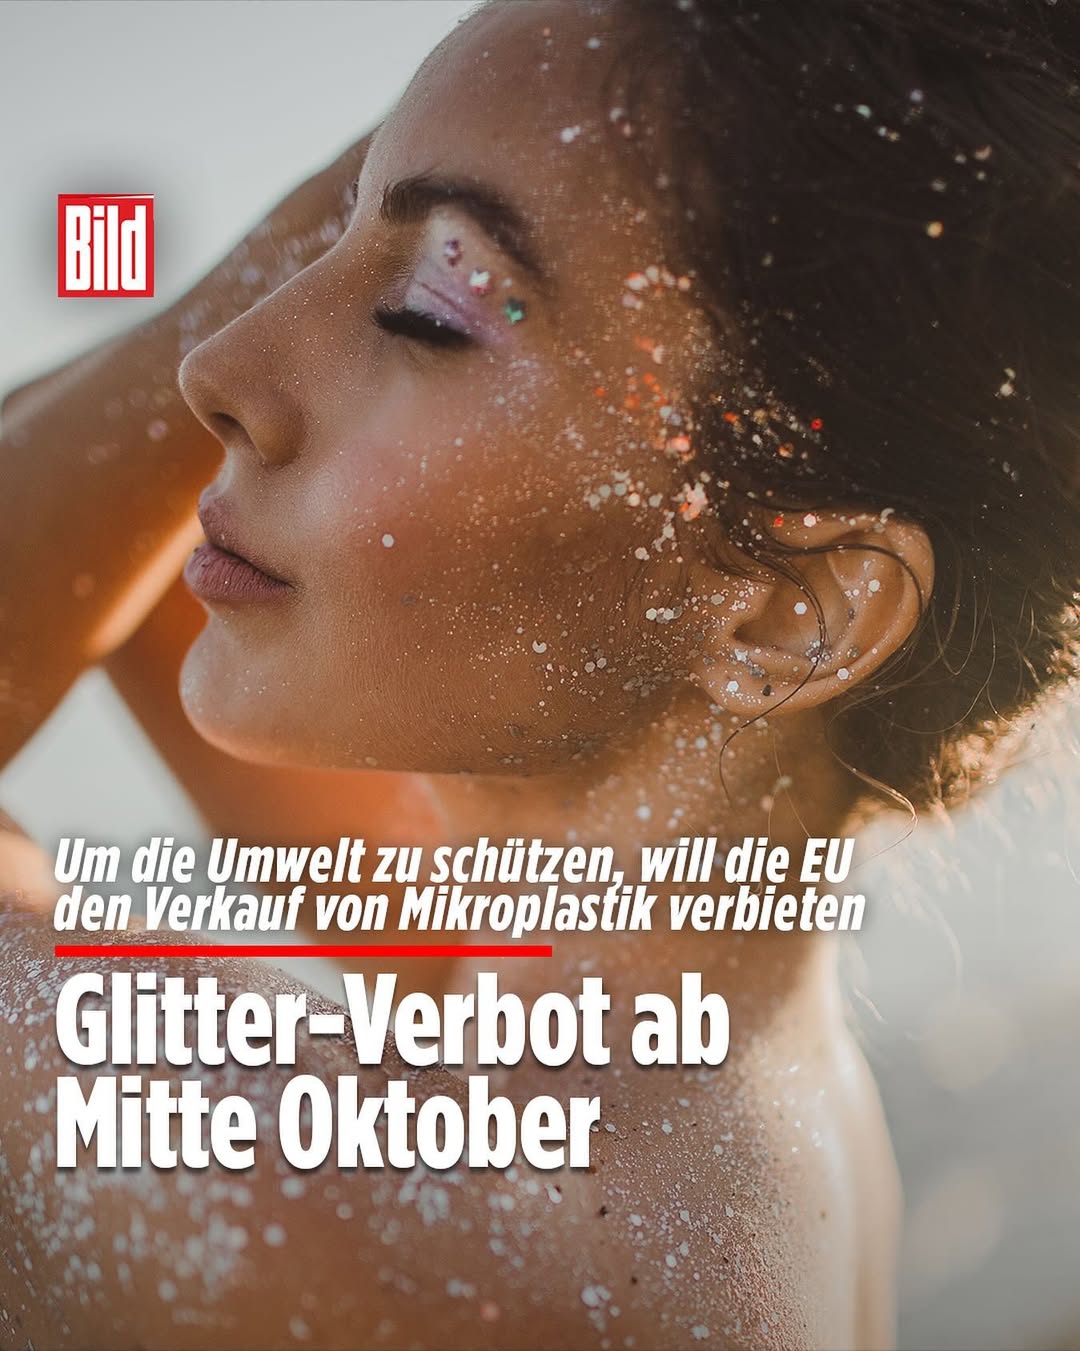 Bild
Um die Umwelt zu schützen, will die EU
den Verkauf von Mikroplastik verbieten
Glitter-Verbot ab
Mitte Oktober